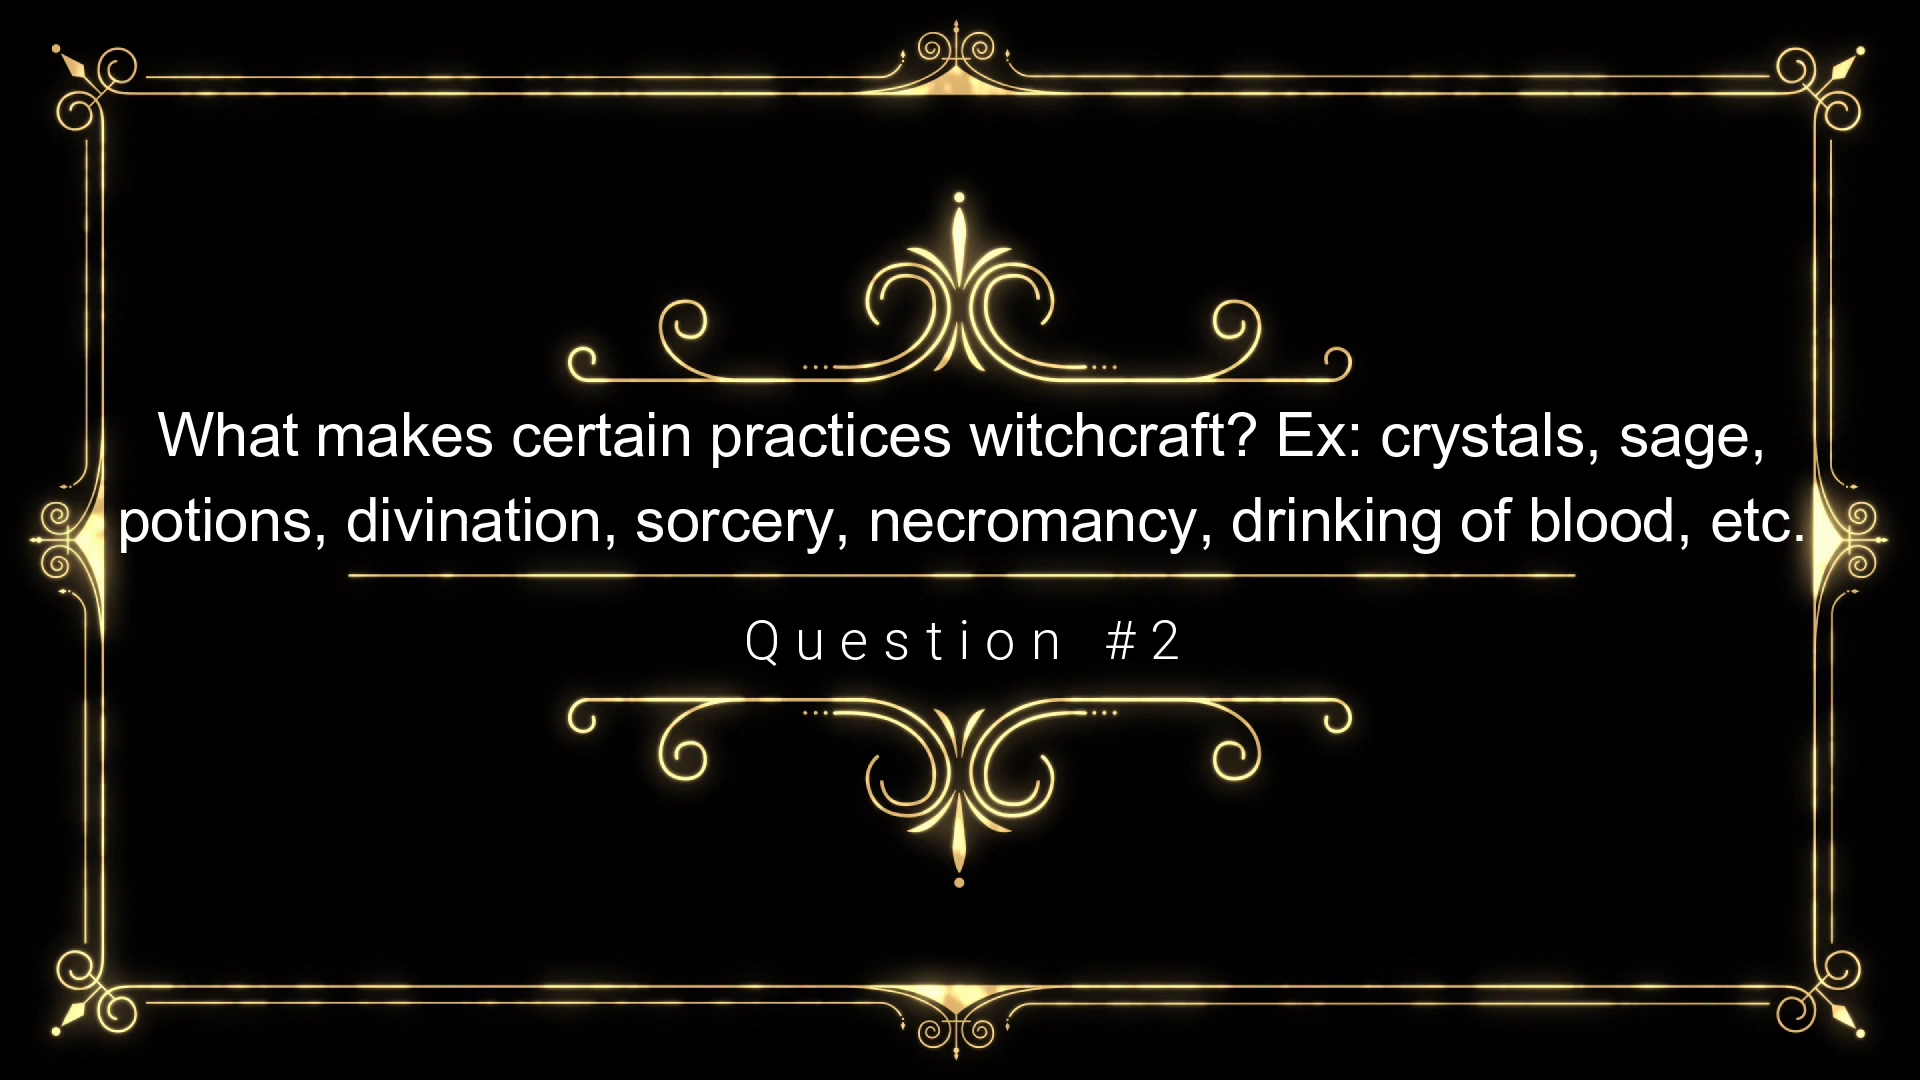 What makes certain practices witchcraft? Ex: crystals, sage,
potions, divination, sorcery, necromancy, drinking of blood, etc.
Question #2